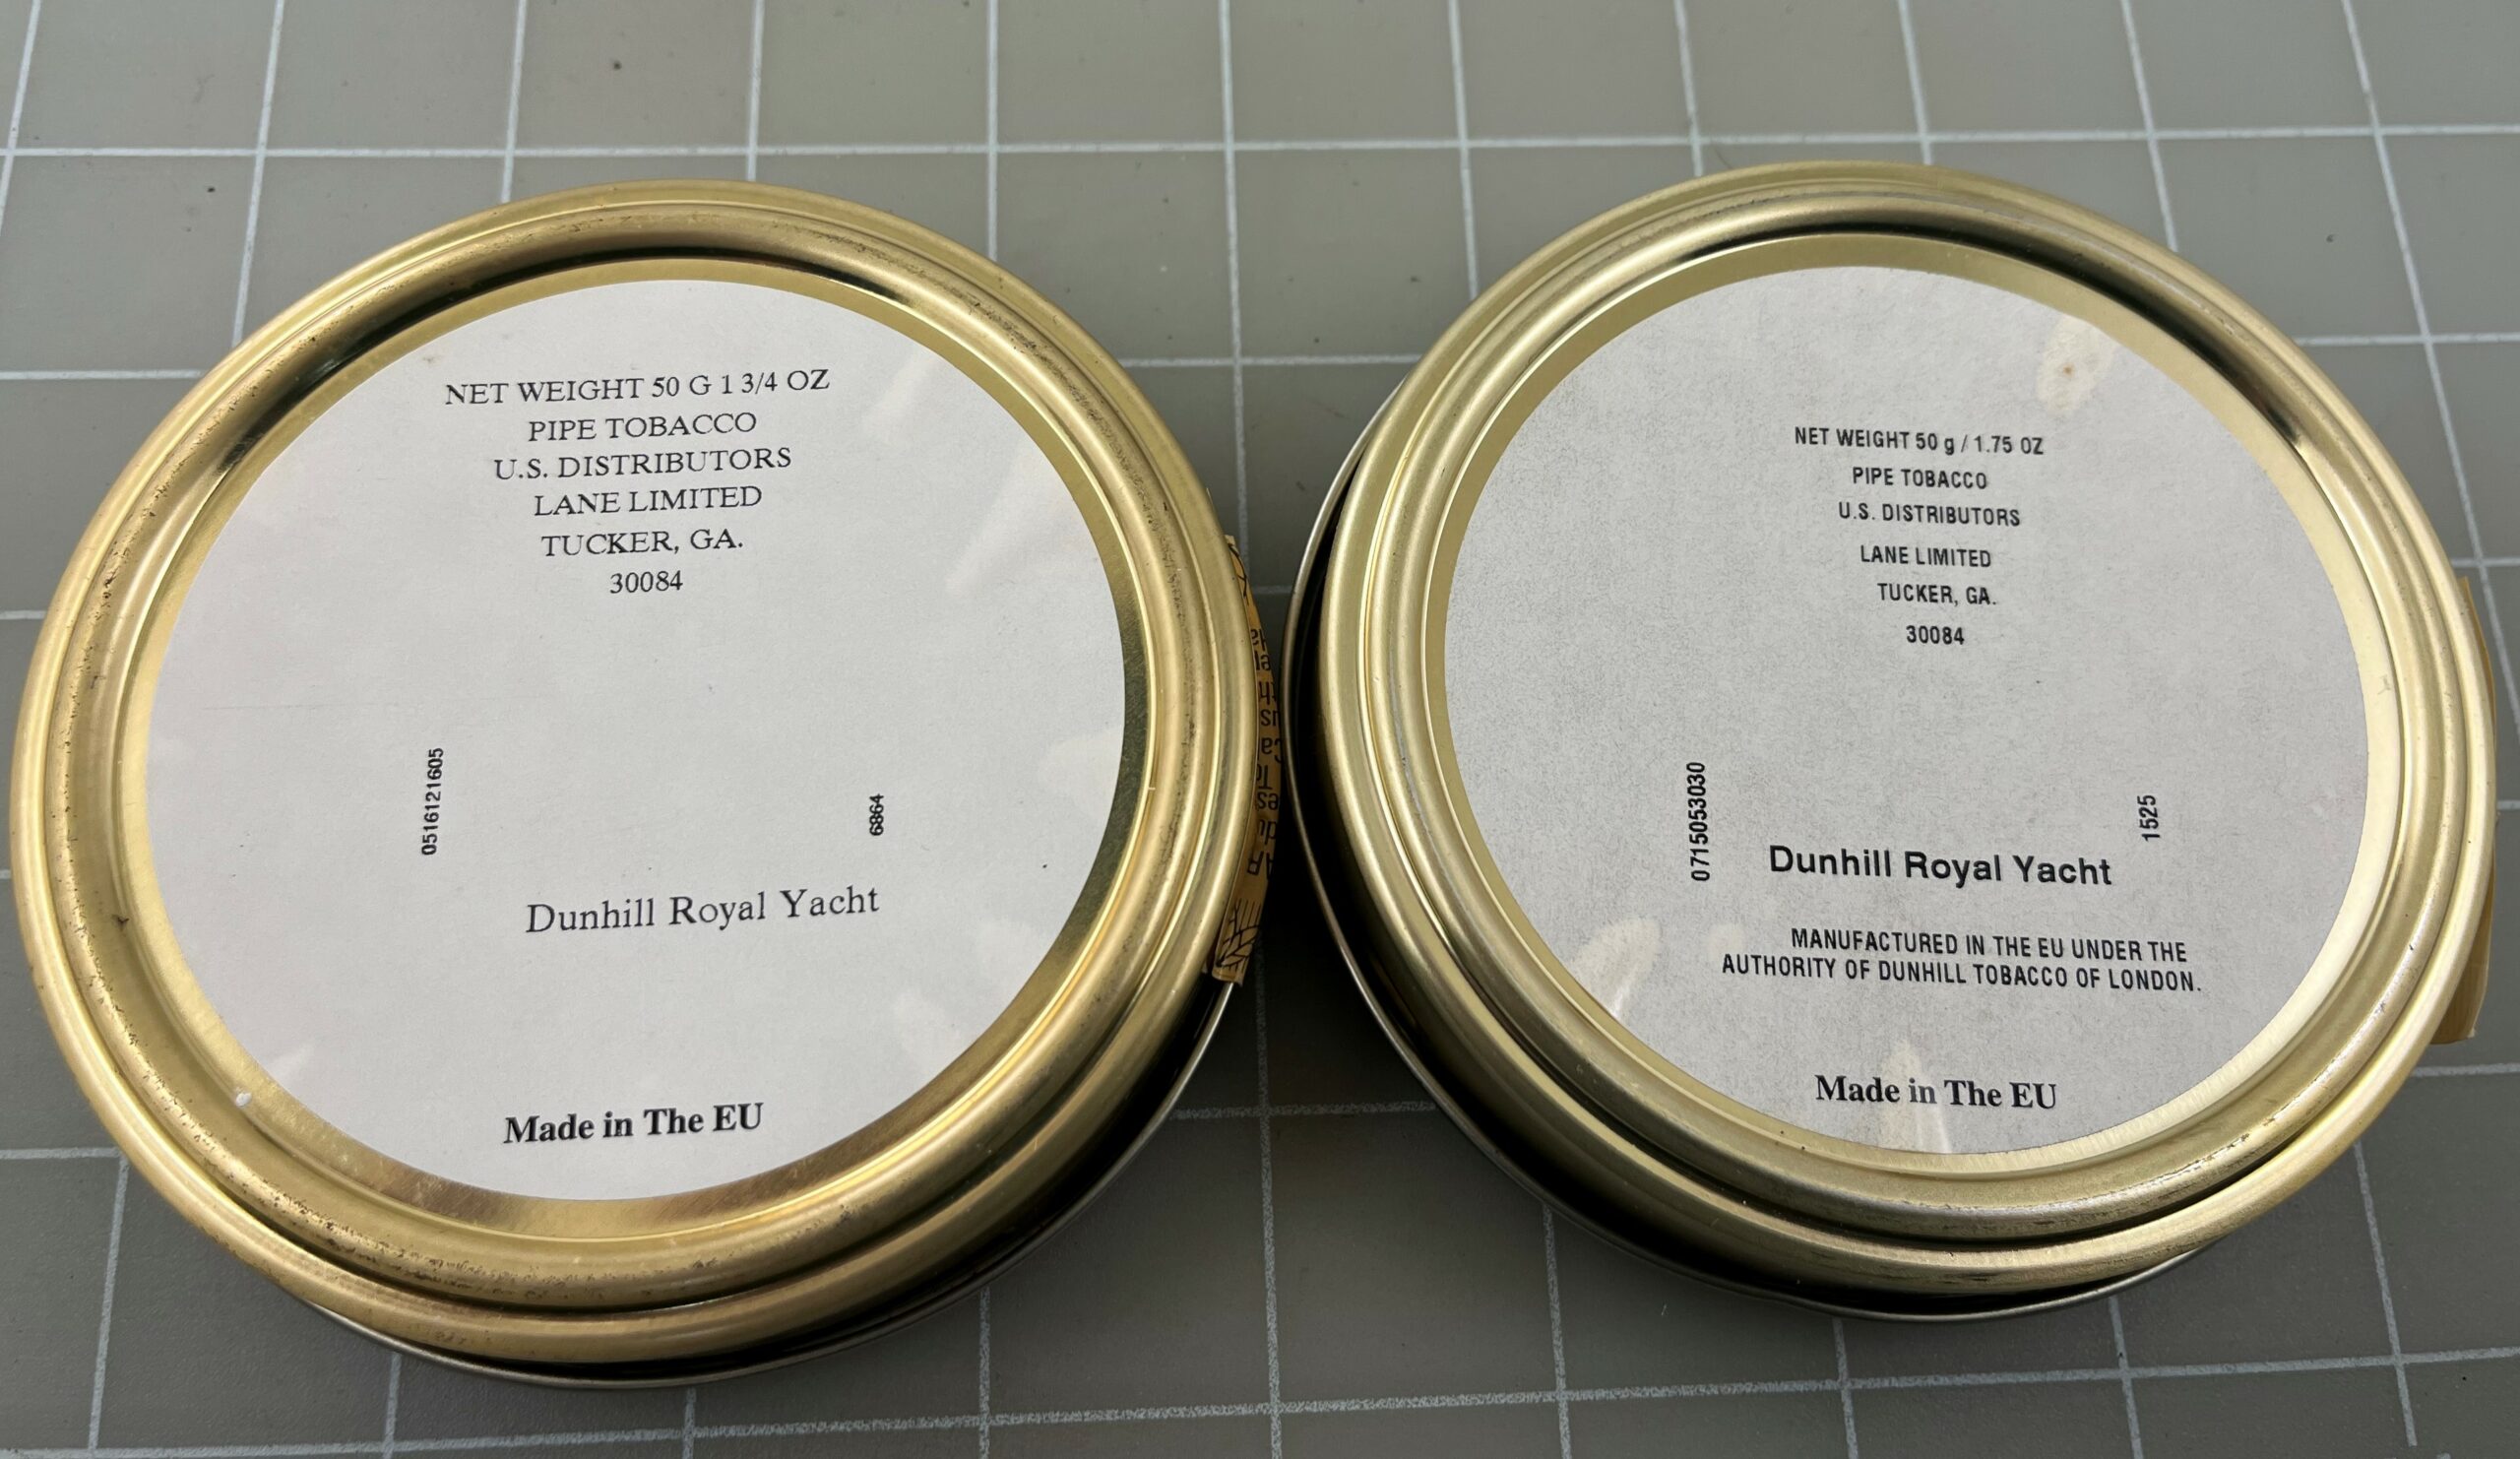 NET WEIGHT 50 G 1 3/4 OZ
PIPE TOBACCO
U.S. DISTRIBUTORS
LANE LIMITED
TUCKER, GA.
30084
0516121605
6864
Dunhill Royal Yacht
Made in The EU
NET WEIGHT 50 g / 1.75 OZ
PIPE TOBACCO
U.S. DISTRIBUTORS
LANE LIMITED
TUCKER, GA.
30084
0715053030
1525
Dunhill Royal Yacht
MANUFACTURED IN THE EU UNDER THE
AUTHORITY OF DUNHILL TOBACCO OF LONDON.
Made in The EU